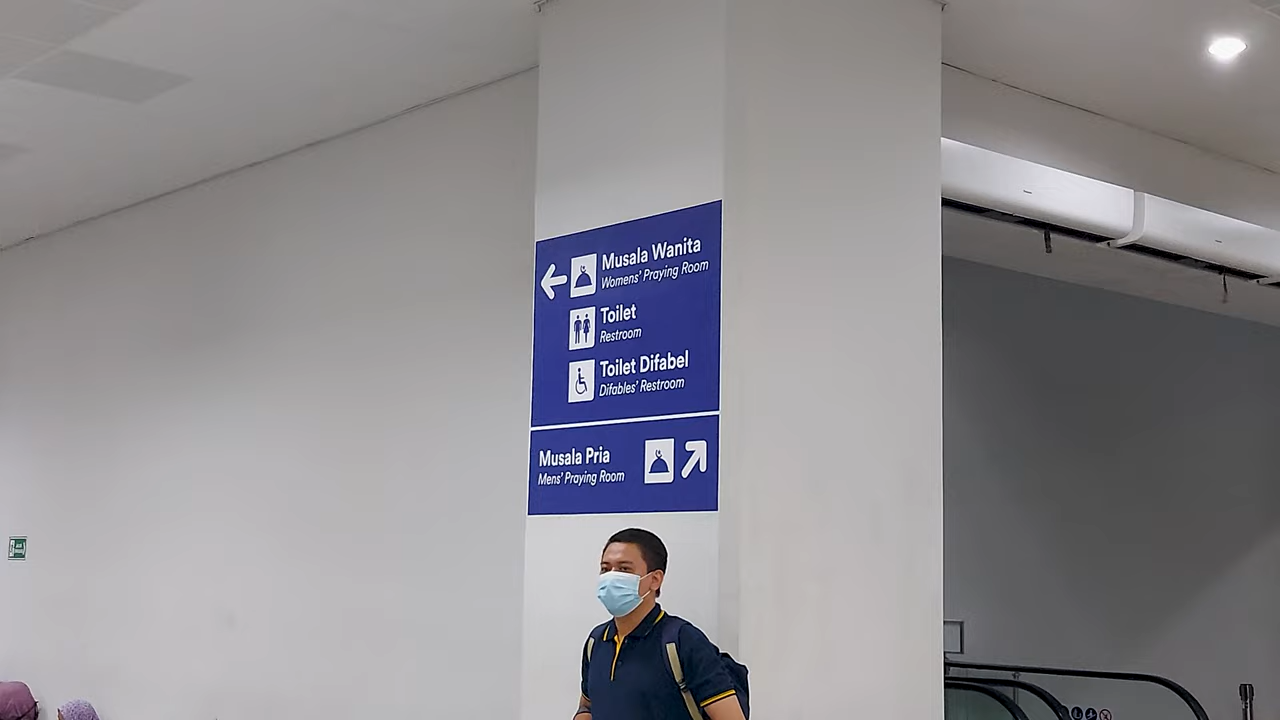 Musala Wanita
Womens' Praying Room
Toilet
Restroom
Toilet Difabel
Difables' Restroom
Musala Pria
Mens' Praying Room